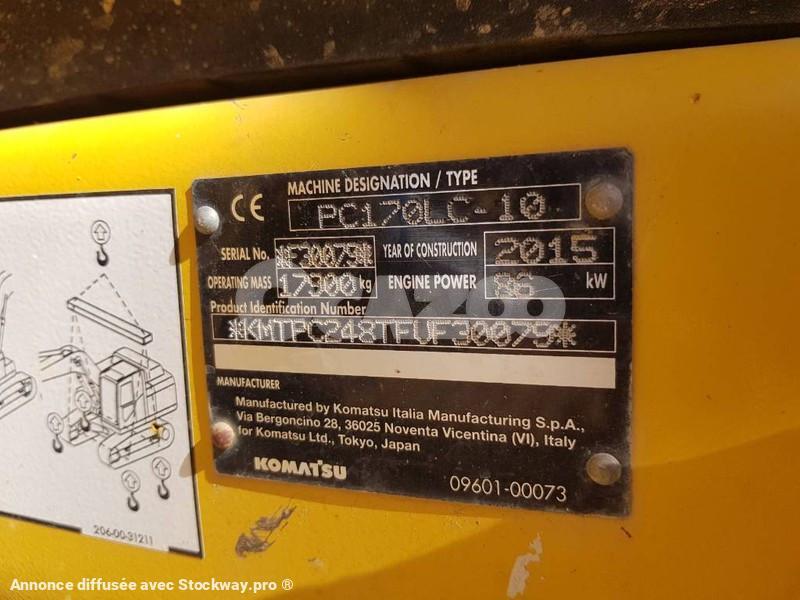 CE
MACHINE DESIGNATION / TYPE
PC170LC-10
SERIAL No. *F30079*
YEAR OF CONSTRUCTION 2015
OPERATING MASS 17900 kg
ENGINE POWER 86 kW
Product Identification Number
*KMTPC248TFVF30079*
MANUFACTURER
Manufactured by Komatsu Italia Manufacturing S.p.A.,
Via Bergoncino 28, 36025 Noventa Vicentina (VI), Italy
for Komatsu Ltd., Tokyo, Japan
KOMATSU
09601-00073
206-00-31211
Annonce diffusée avec Stockway.pro ®